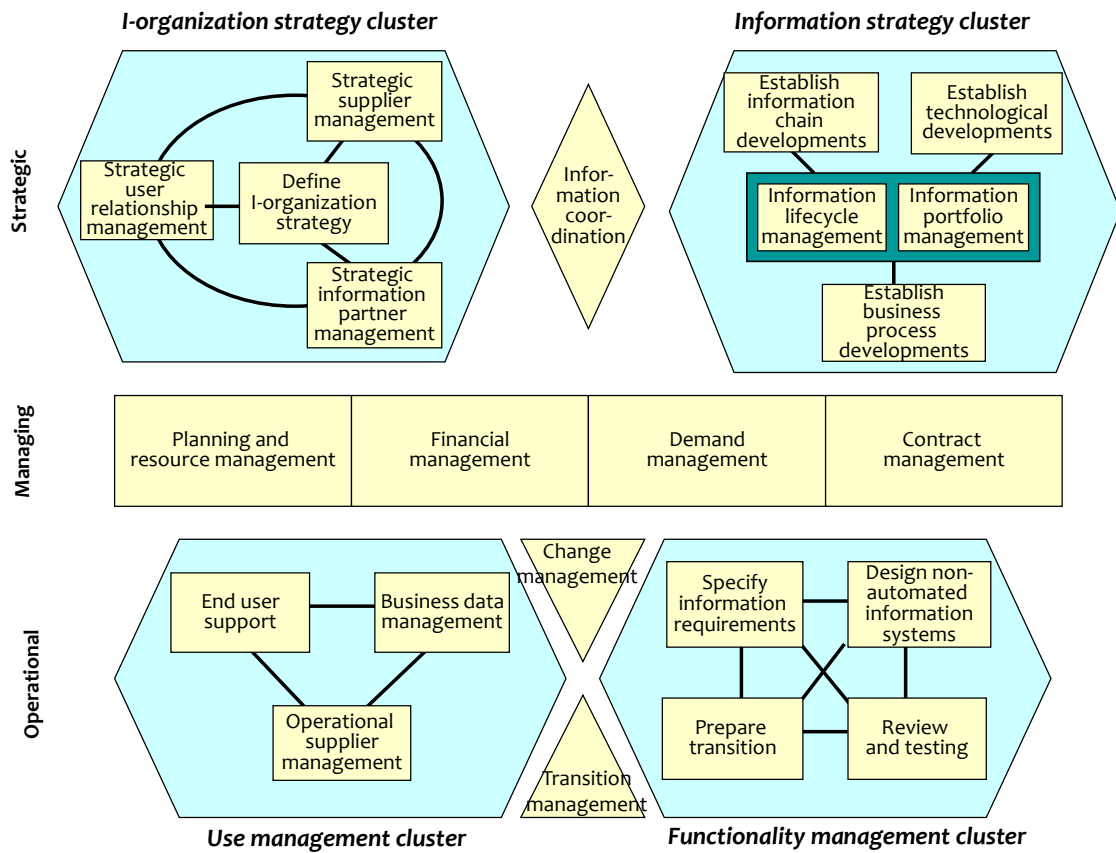 I-organization strategy cluster
Information strategy cluster
Strategic
Strategic
supplier
management
Strategic
user
relationship
management
Define
I-organization
strategy
Strategic
information
partner
management
Infor-
mation
coor-
dination
Establish
information
chain
developments
Establish
technological
developments
Information
lifecycle
management
Information
portfolio
management
Establish
business
process
developments
Managing
Planning and
resource management
Financial
management
Demand
management
Contract
management
Operational
End user
support
Business data
management
Operational
supplier
management
Change
management
Transition
management
Specify
information
requirements
Design non-
automated
information
systems
Prepare
transition
Review
and testing
Use management cluster
Functionality management cluster